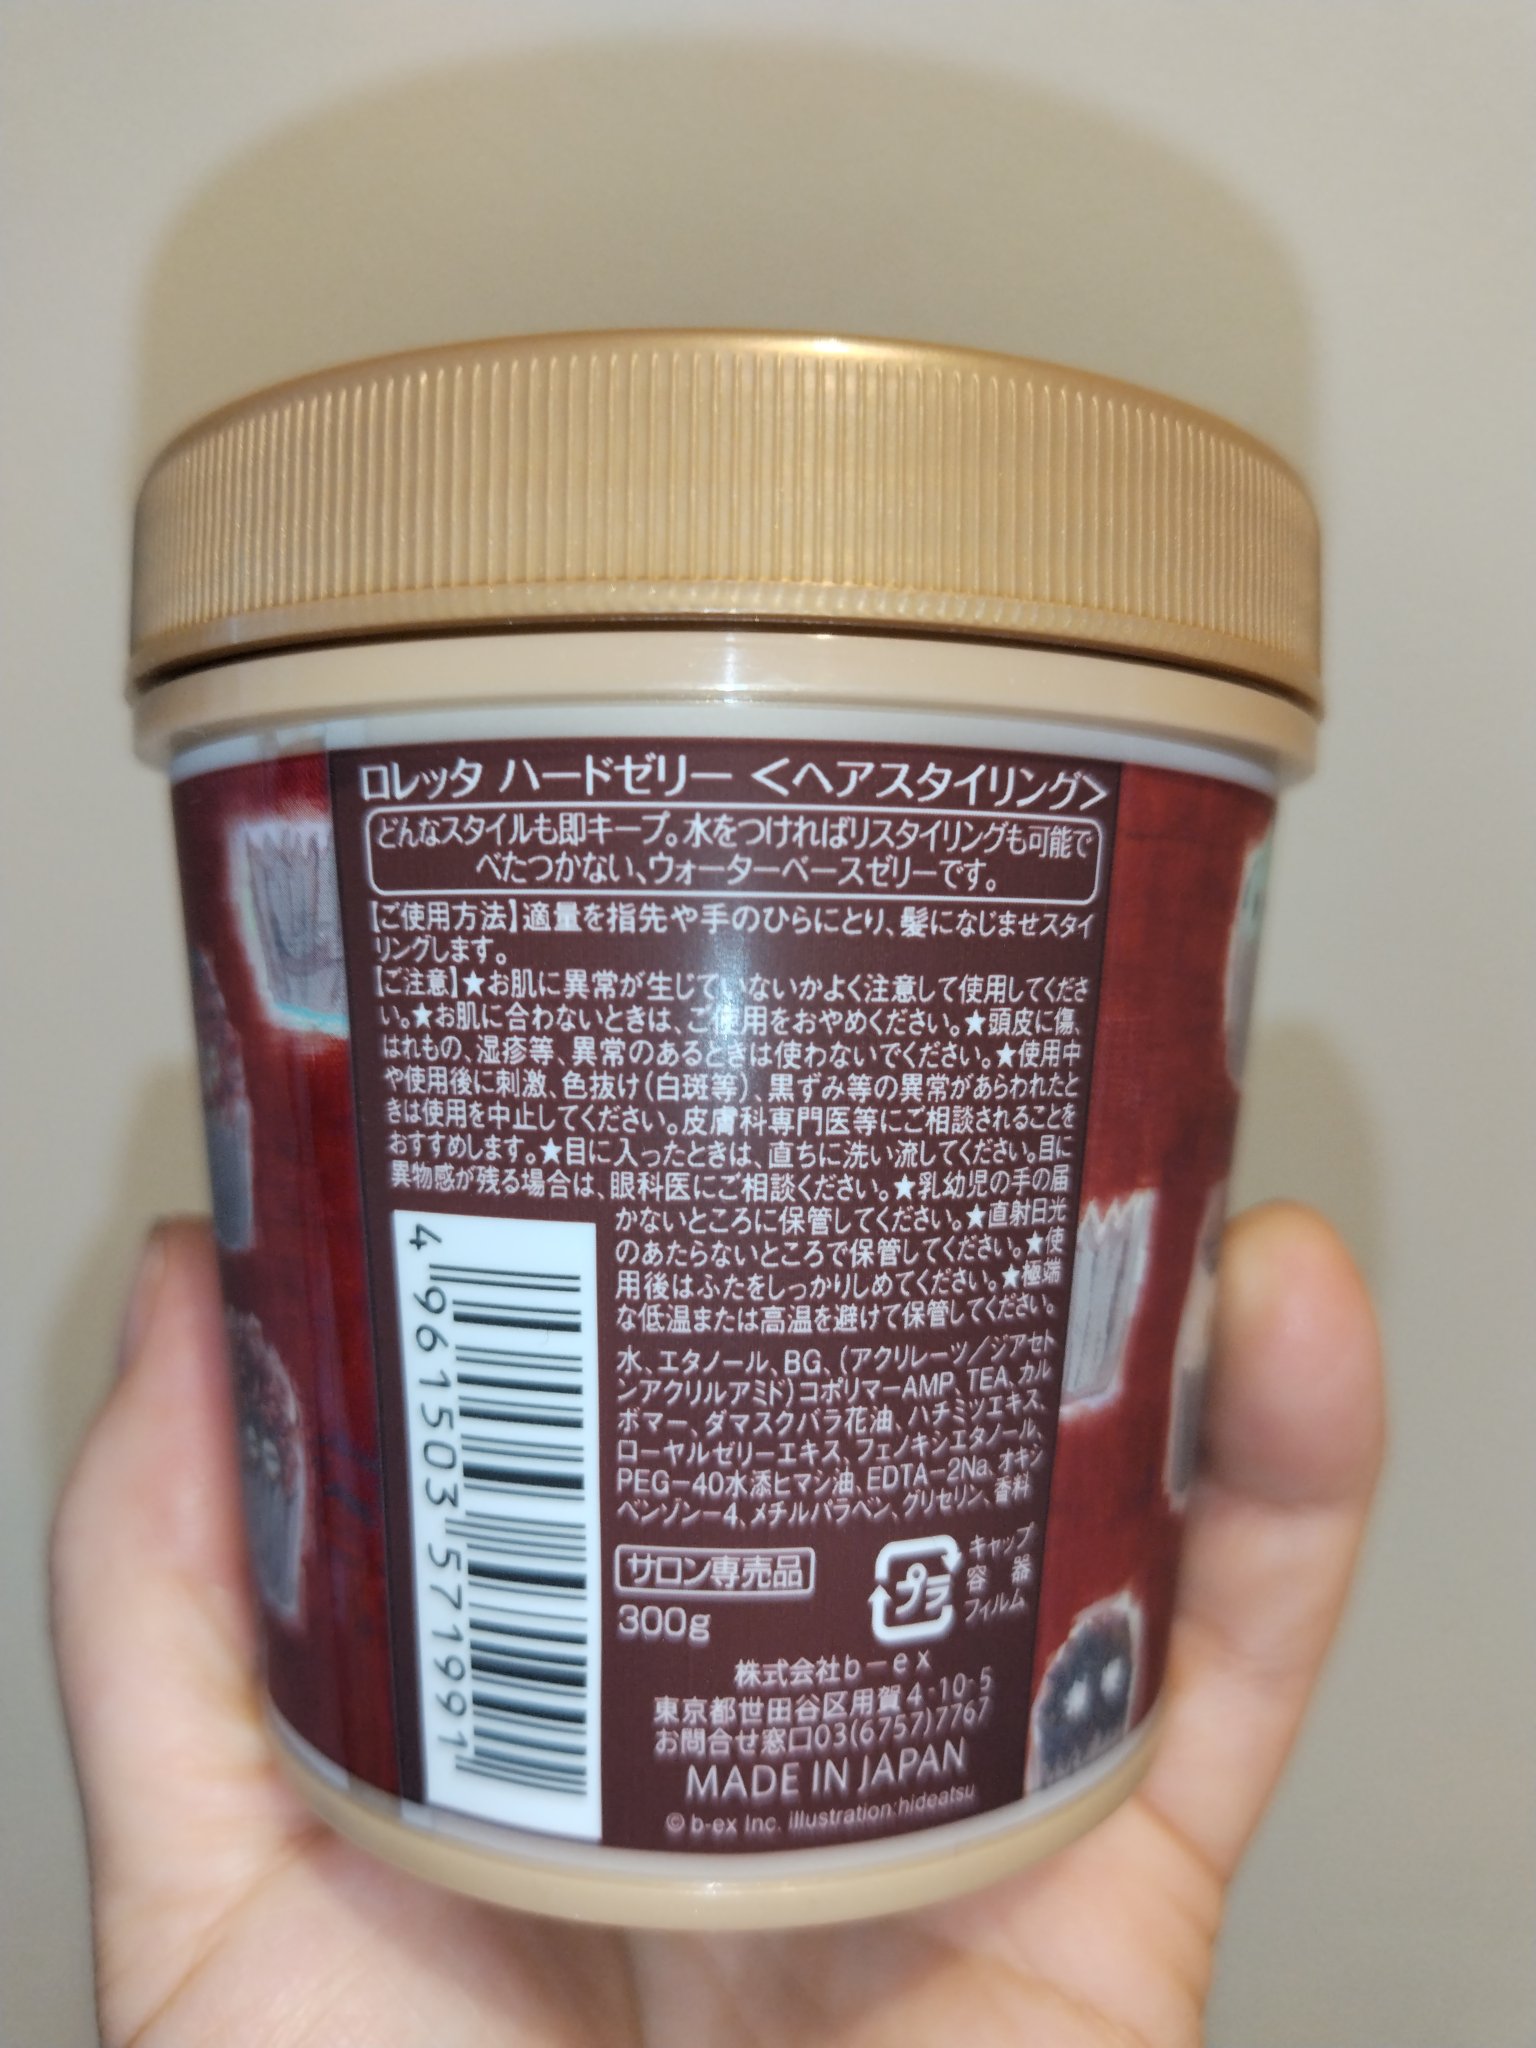 ロレッタ ハードゼリー <ヘアスタイリング>
どんなスタイルも即キープ。水をつければリスタイリングも可能で
べたつかない、ウォーターベースゼリーです。
【ご使用方法】適量を指先や手のひらにとり、髪になじませスタイ
リングします。
【ご注意】★お肌に異常が生じていないかよく注意して使用してくださ
い。★お肌に合わないときは、ご使用をおやめください。★頭皮に傷、
はれもの、湿疹等、異常のあるときは使わないでください。★使用中
や使用後に刺激、色抜け(白斑等)、黒ずみ等の異常があらわれたと
きは使用を中止してください。皮膚科専門医等にご相談されることを
おすすめします。★目に入ったときは、直ちに洗い流してください。目に
異物感が残る場合は、眼科医にご相談ください。★乳幼児の手の届
かないところに保管してください。★直射日光
のあたらないところで保管してください。★使
用後はふたをしっかりしめてください。★極端
な低温または高温を避けて保管してください。
水、エタノール、BG、(アクリレーツ/ジアセト
ンアクリルアミド)コポリマーAMP、TEA、カル
ボマー、ダマスクバラ花油、ハチミツエキス、
ローヤルゼリーエキス、フェノキシエタノール、
PEG-40水添ヒマシ油、EDTA-2Na、オキシ
ベンゾン-4、メチルパラベン、グリセリン、香料
サロン専売品
300g
プラ
キャップ
容器
フィルム
株式会社b-ex
東京都世田谷区用賀4-10-5
お問合せ窓口03(6757)7767
MADE IN JAPAN
© b-ex Inc. illustration:hideatsu
4 961503 571991